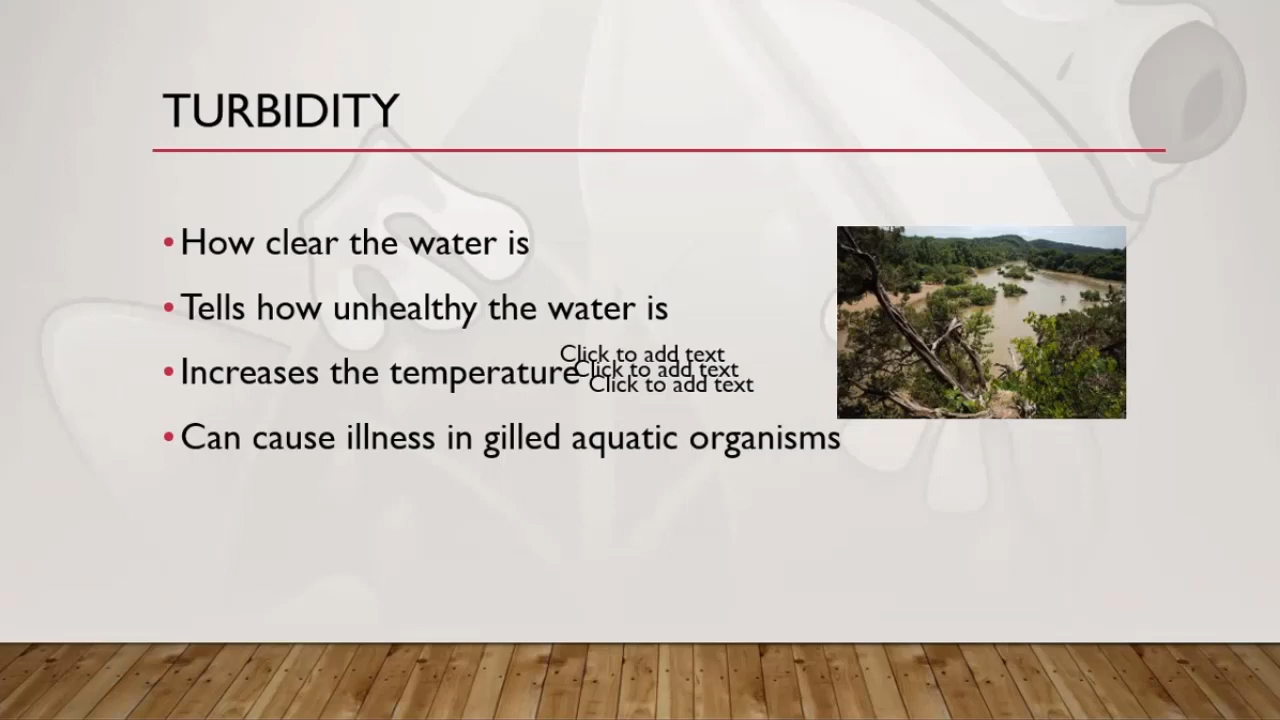 TURBIDITY
How clear the water is
Tells how unhealthy the water is
Click to add text
Increases the temperature
Click to add text
Click to add text
Can cause illness in gilled aquatic organisms